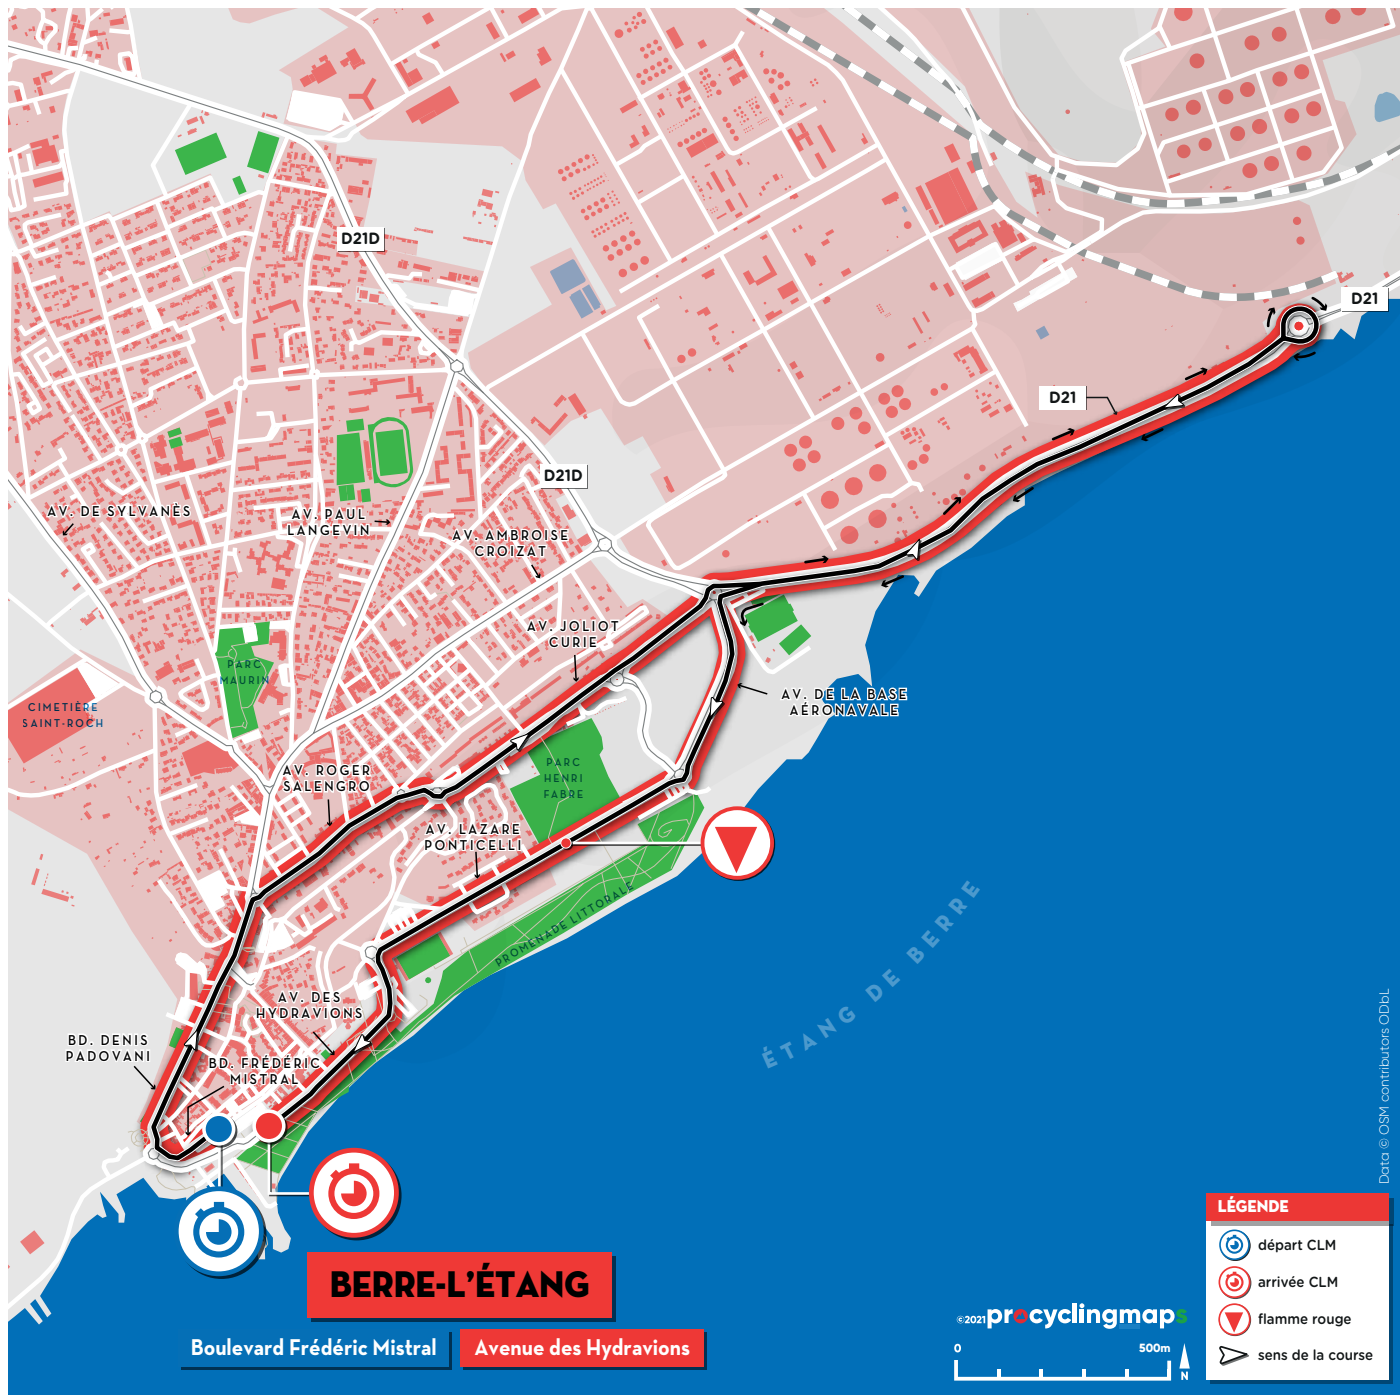 D21D
D21
D21
D21D
AV. DE SYLVANÈS
AV. PAUL
LANGEVIN
AV. AMBROISE
CROIZAT
AV. JOLIOT
CURIE
PARC
MAURIN
CIMETIÈRE
SAINT-ROCH
AV. DE LA BASE
AÉRONAVALE
AV. ROGER
SALENGRO
PARC
HENRI
FABRE
AV. LAZARE
PONTICELLI
PROMENADE LITTORALE
ÉTANG DE BERRE
AV. DES
HYDRAVIONS
BD. DENIS
PADOVANI
BD. FRÉDÉRIC
MISTRAL
BERRE-L'ÉTANG
Boulevard Frédéric Mistral
Avenue des Hydravions
©2021 procyclingmaps
0 500m
N
Data © OSM contributors ODbL
LÉGENDE
départ CLM
arrivée CLM
flamme rouge
sens de la course